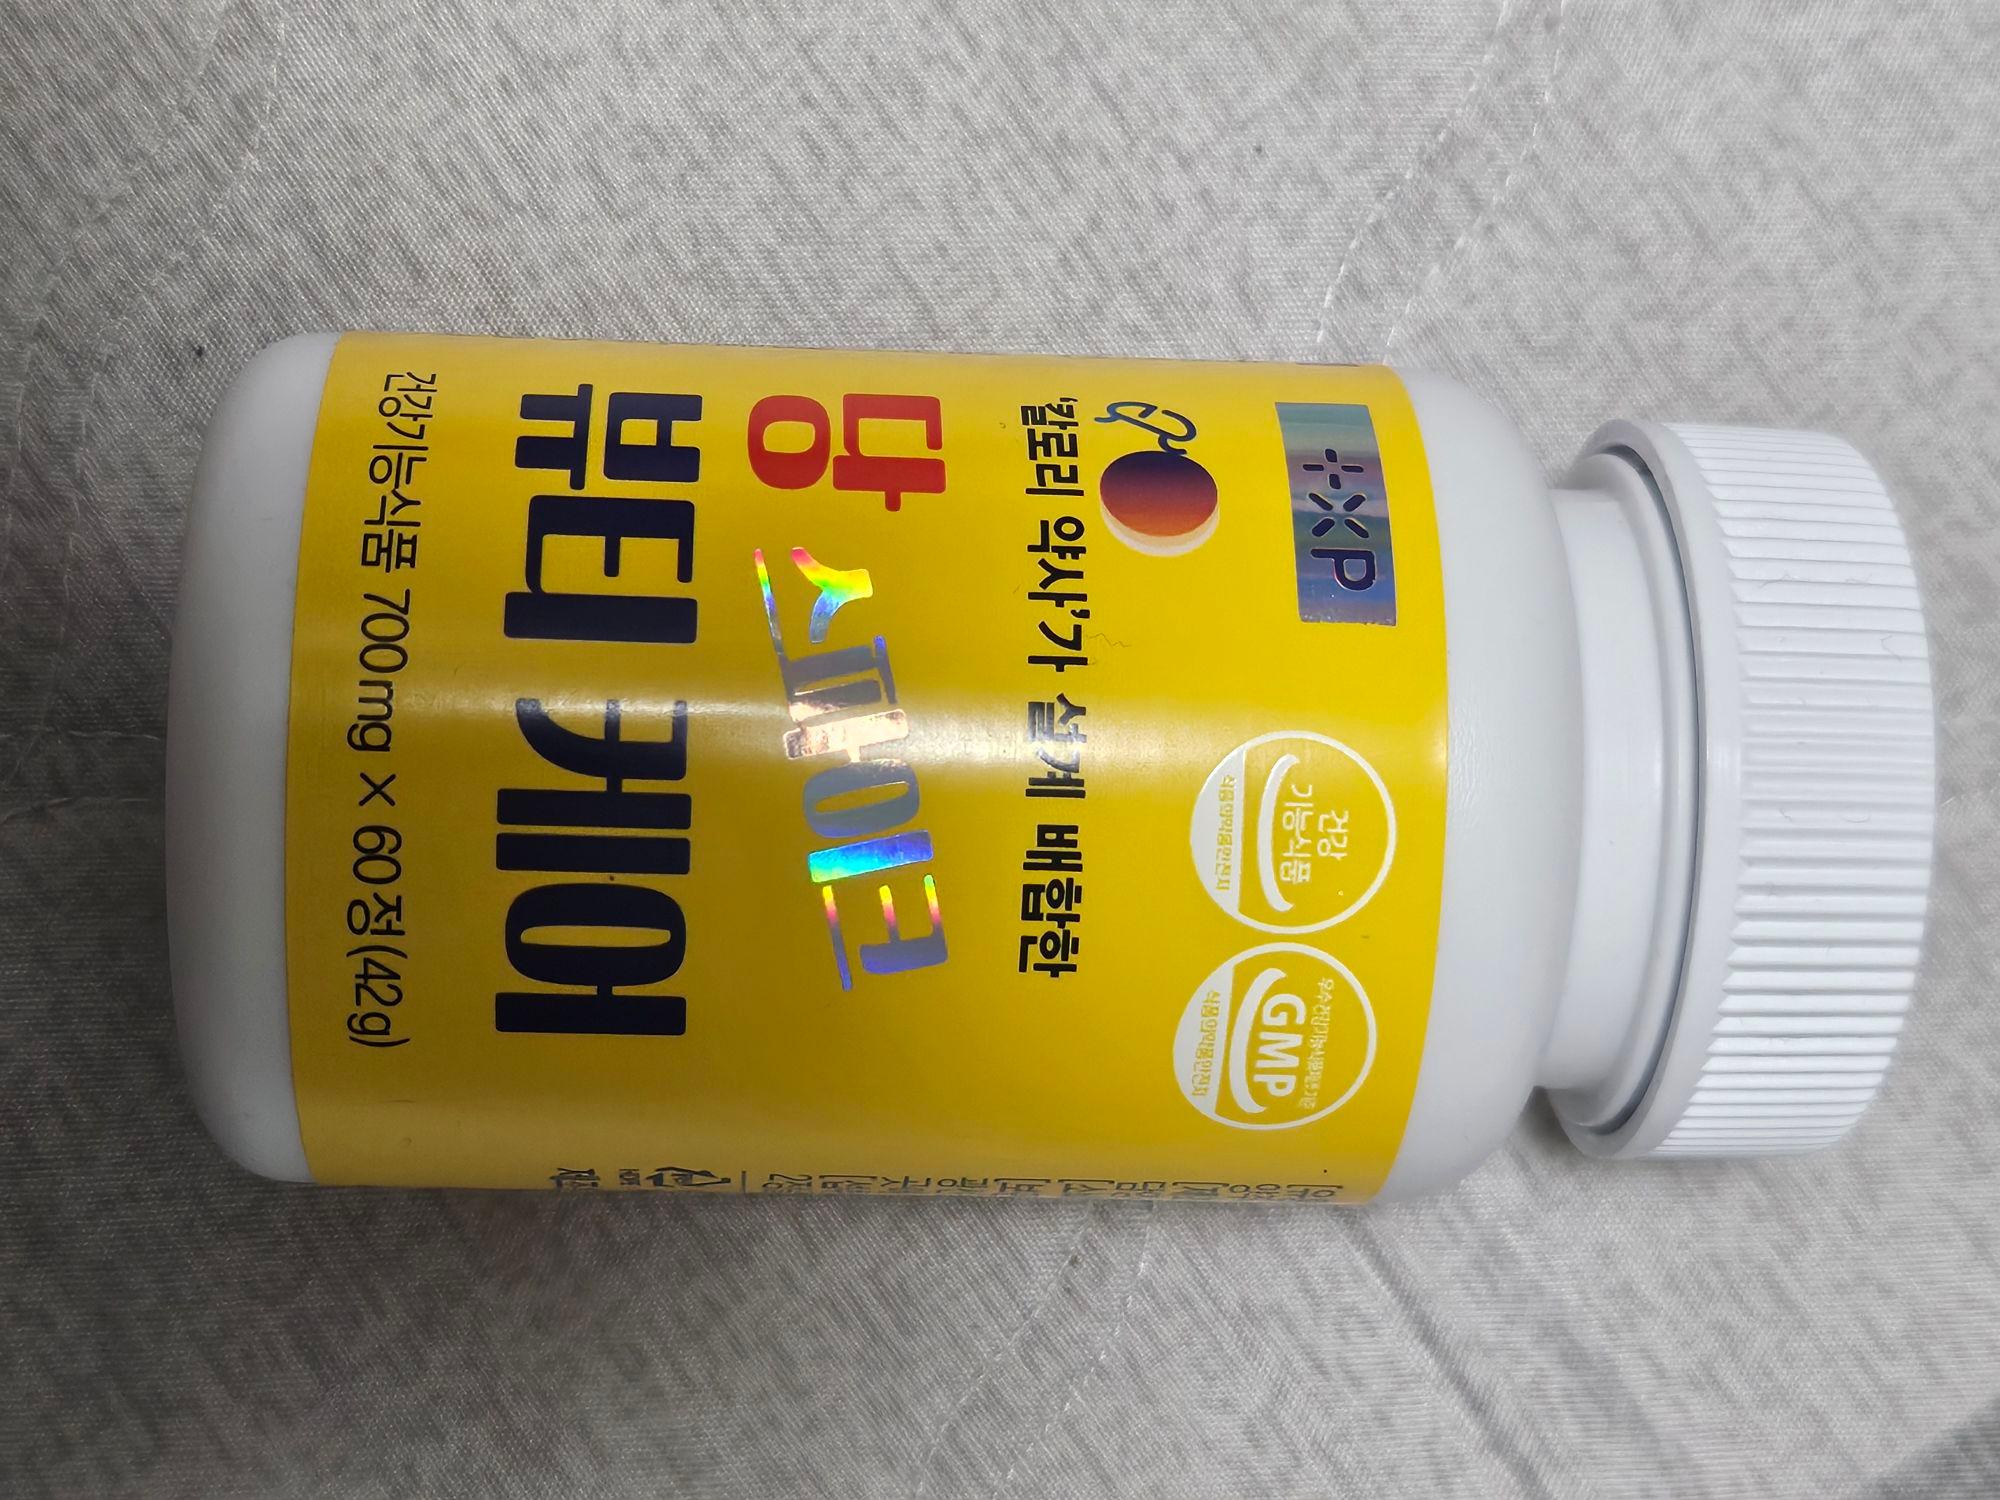 +XP
건강
기능식품
식품의약품안전처
우수건강기능식품제조기준
GMP
식품의약품안전처
'칼로리 약사'가 설계 배합한
당 스파이크
뷰티 케어
건강기능식품 700mg × 60정(42g)